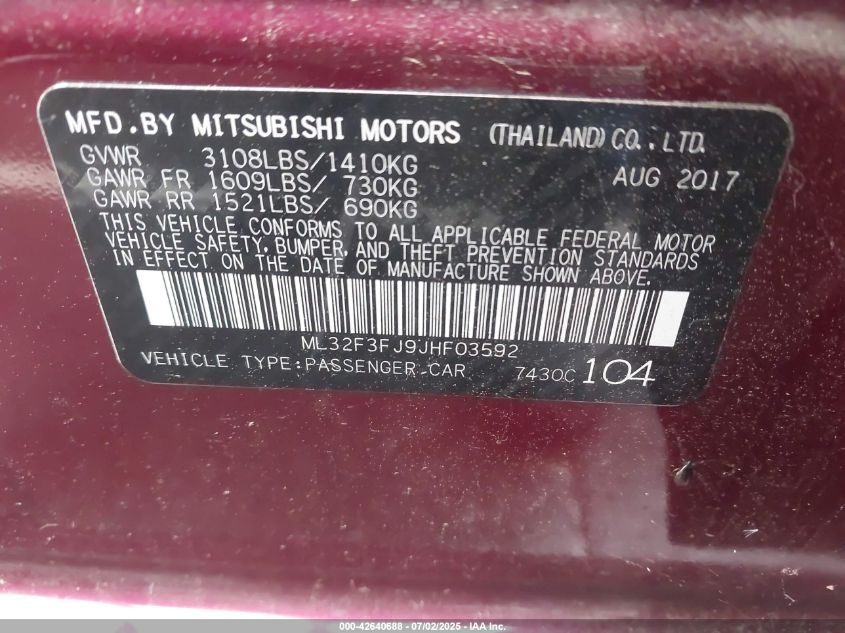 MFD.BY MITSUBISHI MOTORS (THAILAND) CO.,LTD.
GVWR 3108LBS/1410KG AUG 2017
GAWR FR 1609LBS/ 730KG
GAWR RR 1521LBS/ 690KG
THIS VEHICLE CONFORMS TO ALL APPLICABLE FEDERAL MOTOR
VEHICLE SAFETY, BUMPER, AND THEFT PREVENTION STANDARDS
IN EFFECT ON THE DATE OF MANUFACTURE SHOWN ABOVE.
ML32F3FJ9JHF03592
VEHICLE TYPE:PASSENGER CAR 7430C 104
000-42640688 - 07/02/2025 - IAA Inc.